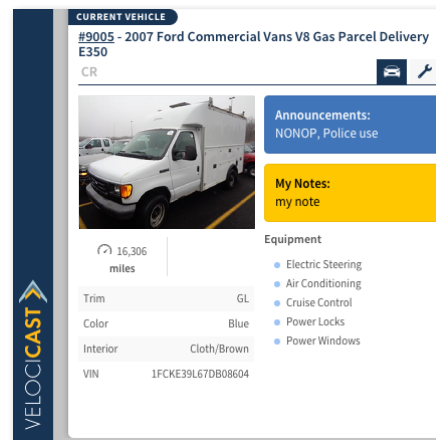 CURRENT VEHICLE
#9005 - 2007 Ford Commercial Vans V8 Gas Parcel Delivery
E350
CR
Announcements:
NONOP, Police use
My Notes:
my note
16,306
miles
Equipment
Electric Steering
Air Conditioning
Cruise Control
Power Locks
Power Windows
Trim GL
Color Blue
Interior Cloth/Brown
VIN 1FCKE39L67DB08604
VELOCICAST